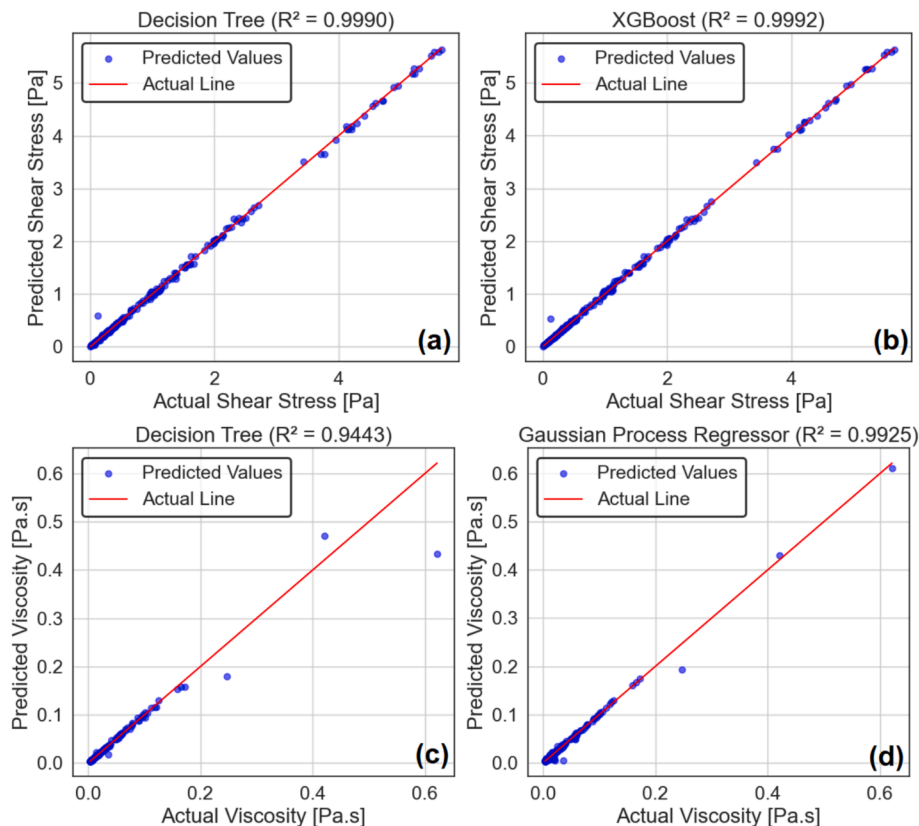 Decision Tree (R² = 0.9990)
Predicted Values
Actual Line
Predicted Shear Stress [Pa]
5
4
3
2
1
0
0 2 4
Actual Shear Stress [Pa]
(a)
XGBoost (R² = 0.9992)
Predicted Values
Actual Line
Predicted Shear Stress [Pa]
5
4
3
2
1
0
0 2 4
Actual Shear Stress [Pa]
(b)
Decision Tree (R² = 0.9443)
Predicted Values
Actual Line
Predicted Viscosity [Pa.s]
0.6
0.5
0.4
0.3
0.2
0.1
0.0
0.0 0.2 0.4 0.6
Actual Viscosity [Pa.s]
(c)
Gaussian Process Regressor (R² = 0.9925)
Predicted Values
Actual Line
Predicted Viscosity [Pa.s]
0.6
0.5
0.4
0.3
0.2
0.1
0.0
0.0 0.2 0.4 0.6
Actual Viscosity [Pa.s]
(d)